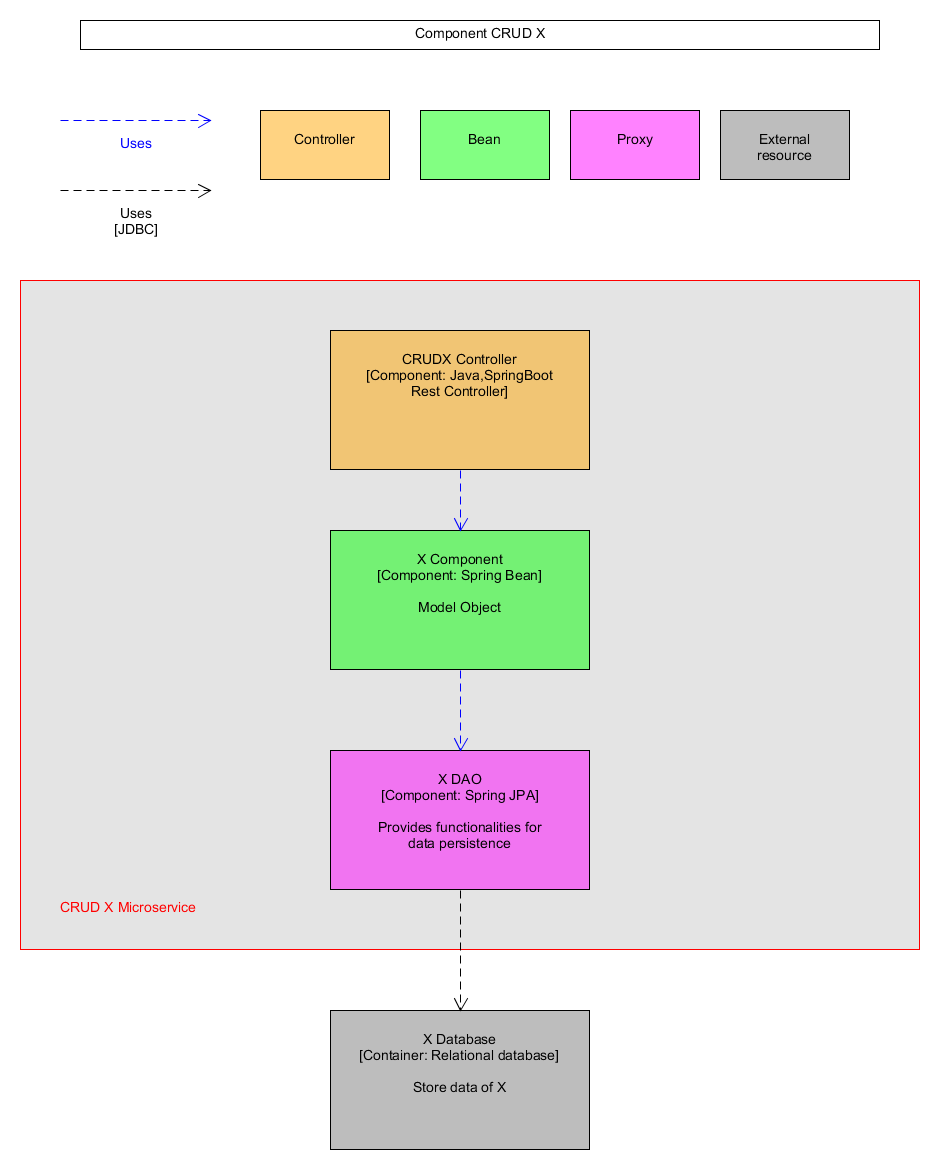 Component CRUD X
Uses
Controller
Bean
Proxy
External
resource
Uses
[JDBC]
CRUDX Controller
[Component: Java,SpringBoot
Rest Controller]
X Component
[Component: Spring Bean]
Model Object
X DAO
[Component: Spring JPA]
Provides functionalities for
data persistence
CRUD X Microservice
X Database
[Container: Relational database]
Store data of X